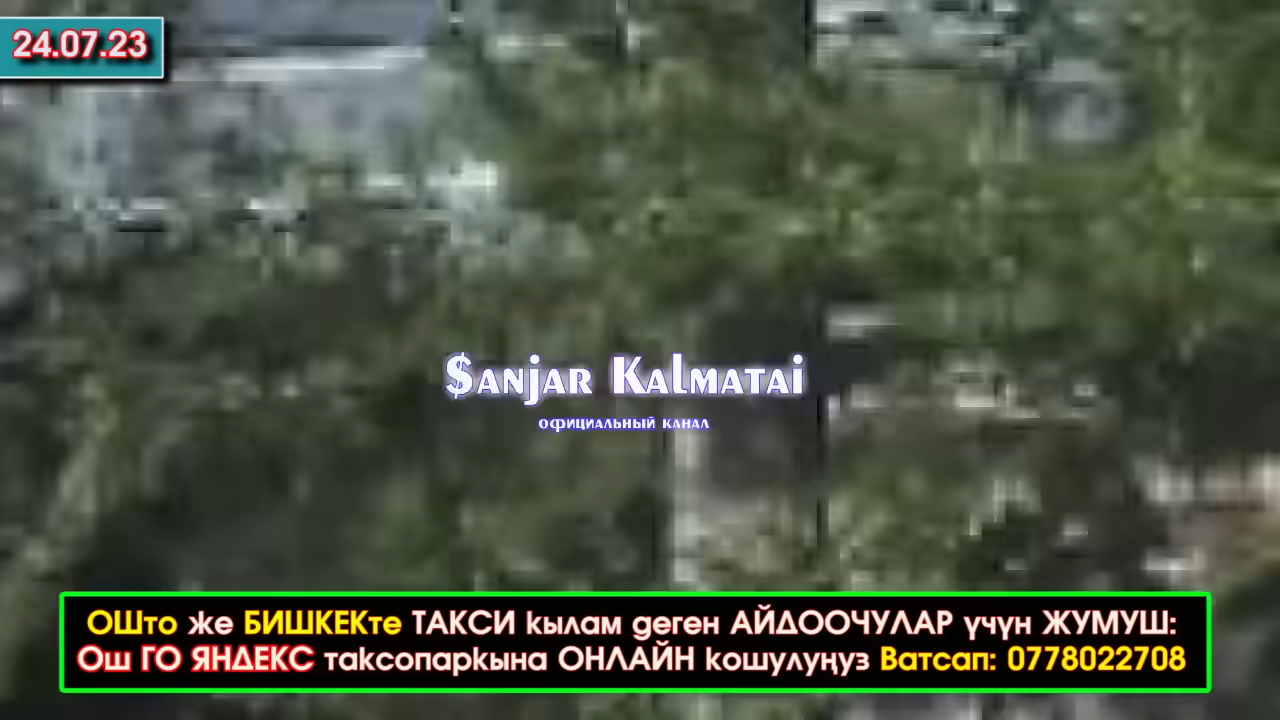 24.07.23
$anjar Kalmatai
официальный канал
ОШто же БИШКЕКте ТАКСИ кылам деген АЙДООЧУЛАР үчүн ЖУМУШ:
Ош ГО ЯНДЕКС таксопаркына ОНЛАЙН кошулуңуз Ватсап: 0778022708